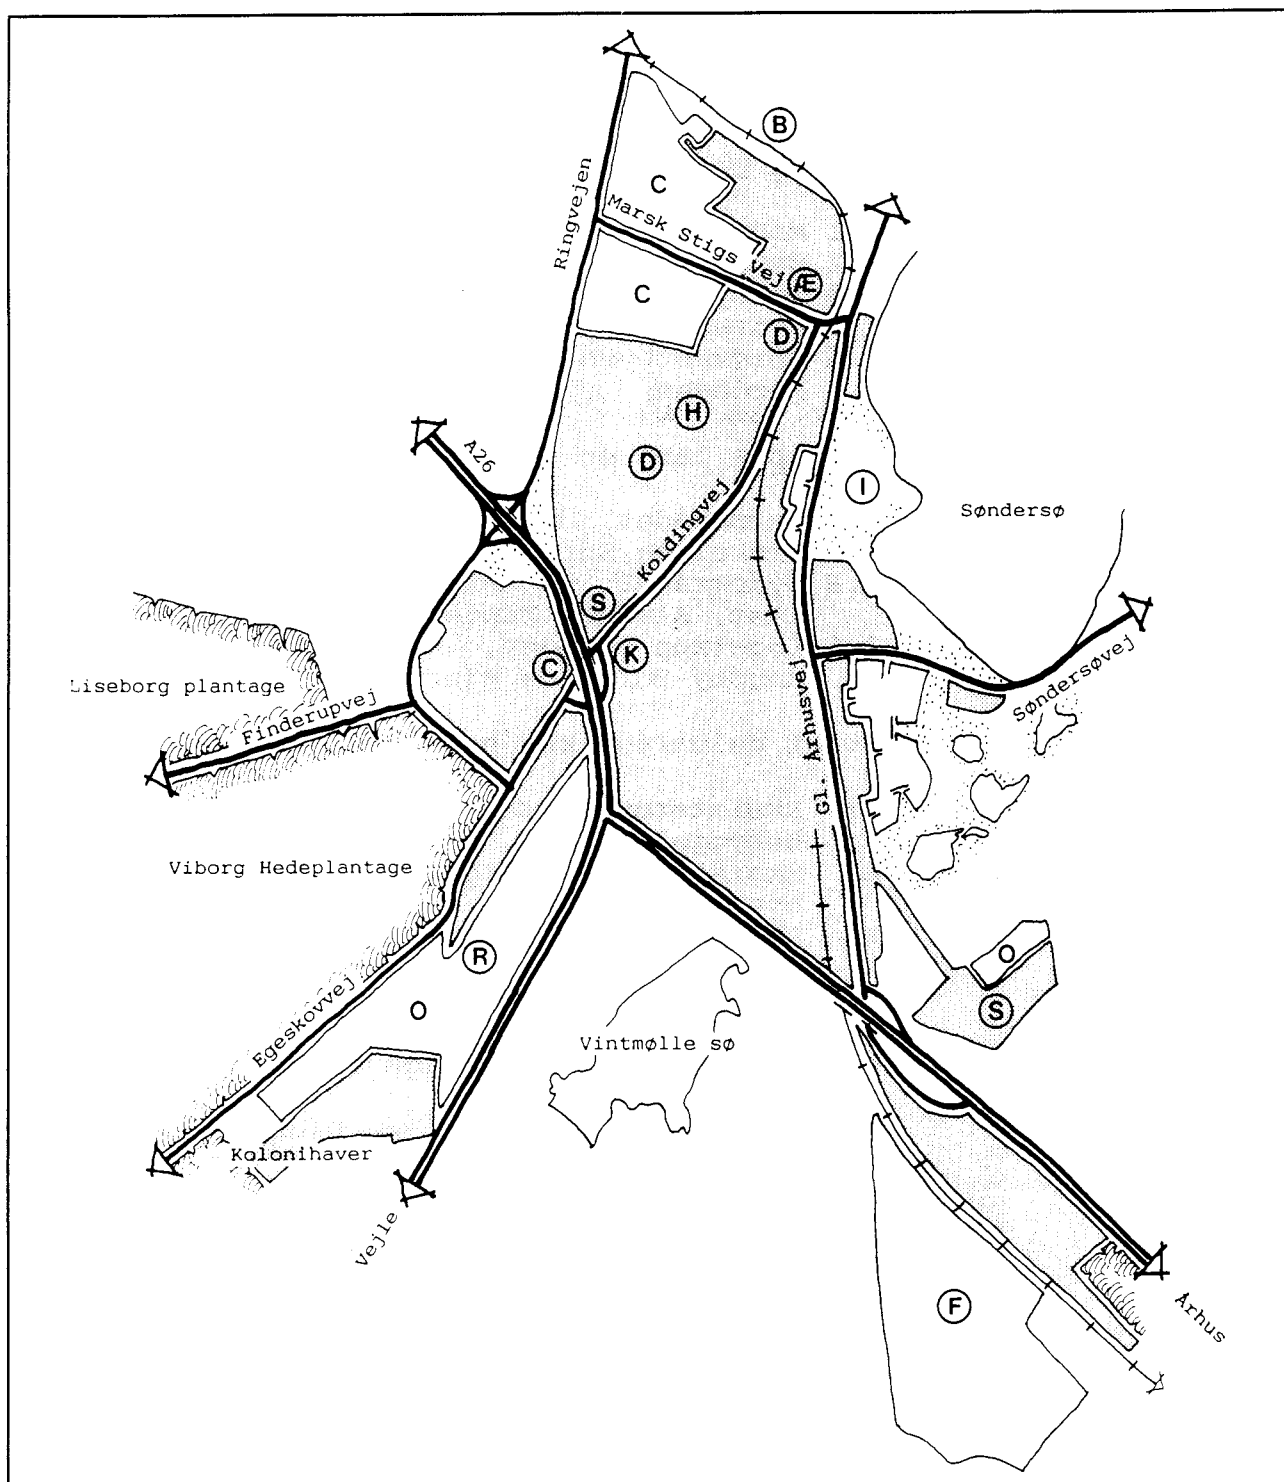 B
C
Ringvejen
Marsk Stigs Vej
Æ
C
D
H
A26
D
I
Søndersø
Koldingvej
S
K
C
Liseborg plantage
Finderupvej
Søndersøvej
Gl. Århusvej
Viborg Hedeplantage
R
O
O
S
Egeskovvej
Vintmølle sø
Kolonihaver
Vejle
F
Århus